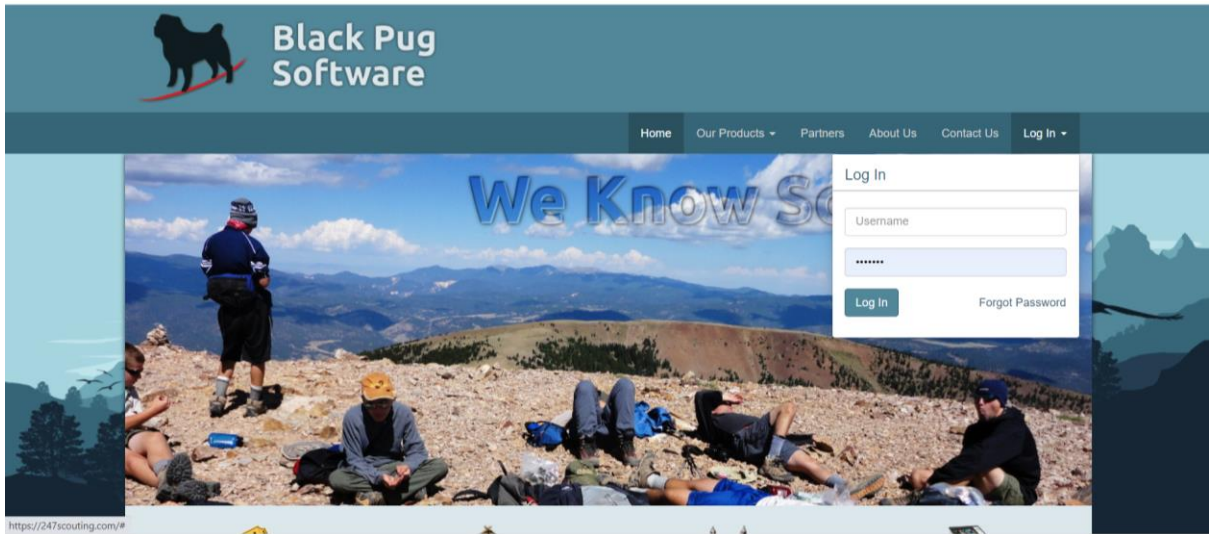 Black Pug
Software
Home Our Products Partners About Us Contact Us Log In
We Know
Log In
Username
•••••••
Log In Forgot Password
https://247scouting.com/#